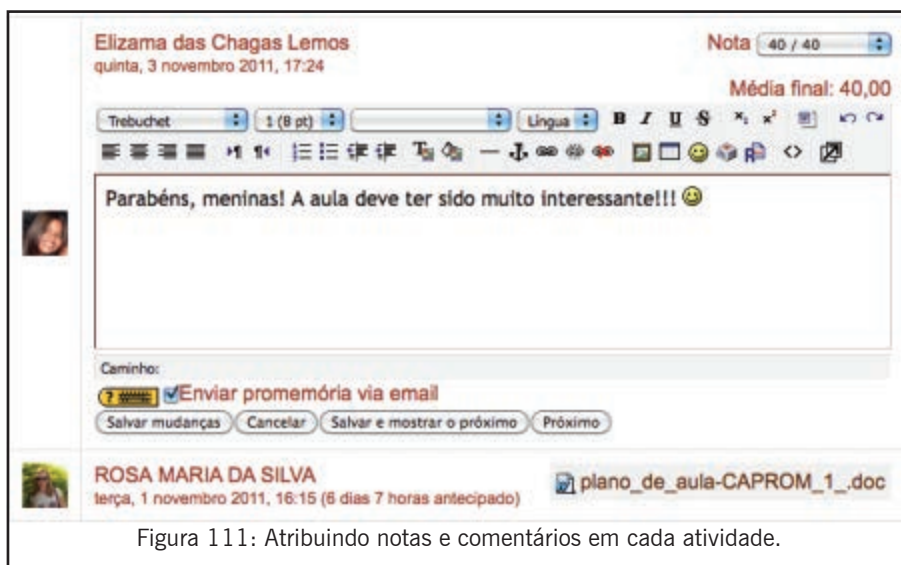 Elizama das Chagas Lemos
quinta, 3 novembro 2011, 17:24
Nota 40 / 40
Média final: 40,00
Trebuchet 1 (8 pt) Língua B I U S
Parabéns, meninas! A aula deve ter sido muito interessante!!!
Caminho:
Enviar promemória via email
Salvar mudanças Cancelar Salvar e mostrar o próximo Próximo
ROSA MARIA DA SILVA
terça, 1 novembro 2011, 16:15 (6 dias 7 horas antecipado)
plano_de_aula-CAPROM_1_.doc
Figura 111: Atribuindo notas e comentários em cada atividade.